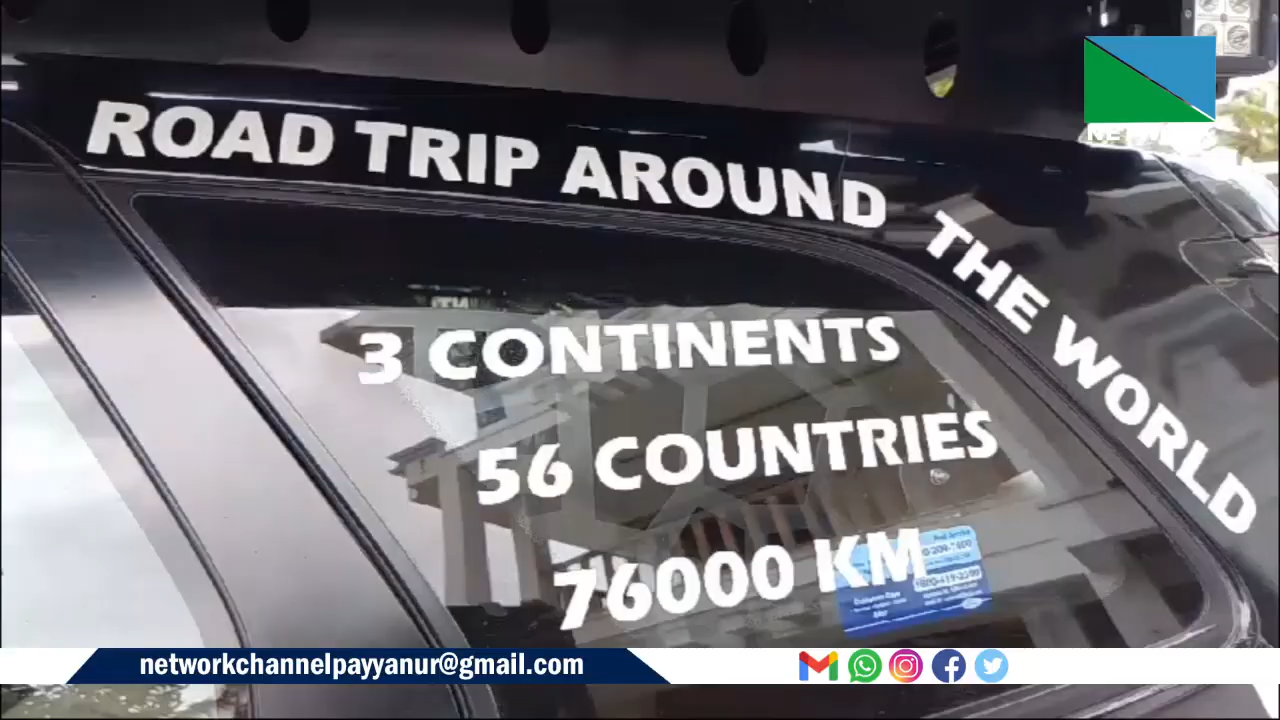 ROAD TRIP AROUND THE WORLD
3 CONTINENTS
56 COUNTRIES
76000 KM
networkchannelpayyanur@gmail.com